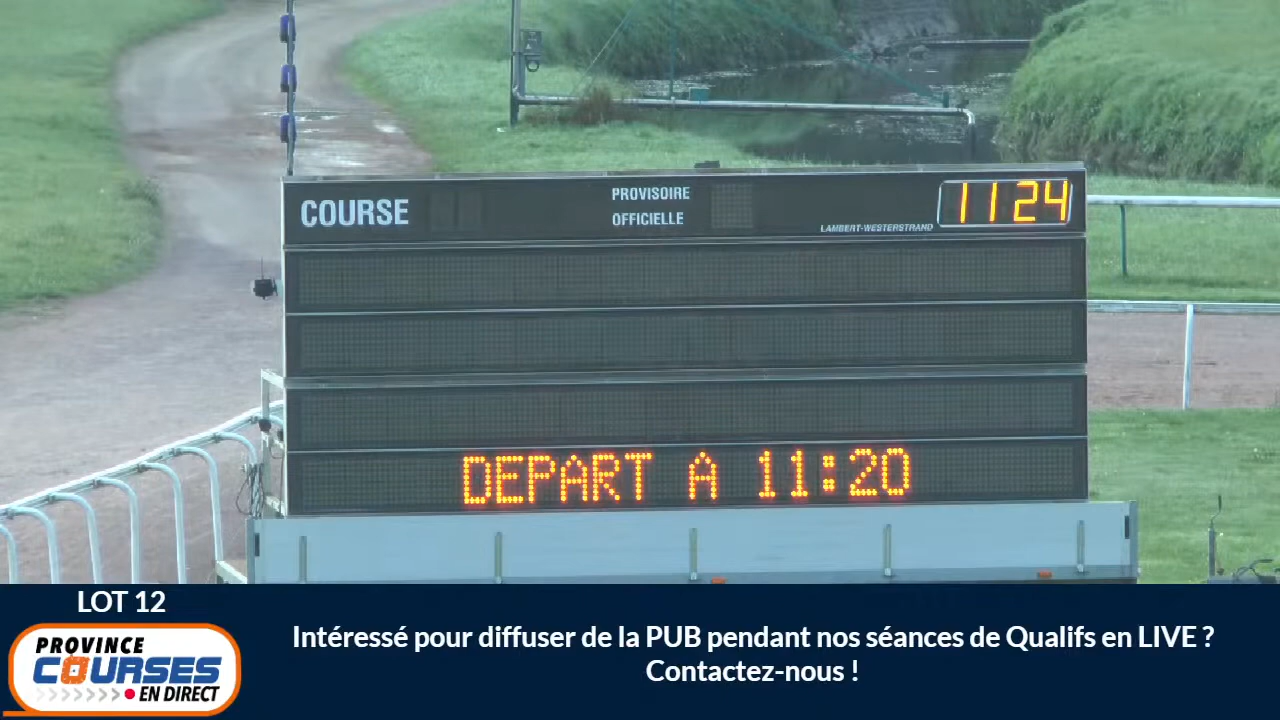 COURSE
PROVISOIRE
OFFICIELLE
LAMBERT-WESTERSTRAND
1124
DEPART A 11:20
LOT 12
PROVINCE
COURSES
EN DIRECT
Intéressé pour diffuser de la PUB pendant nos séances de Qualifs en LIVE ?
Contactez-nous !